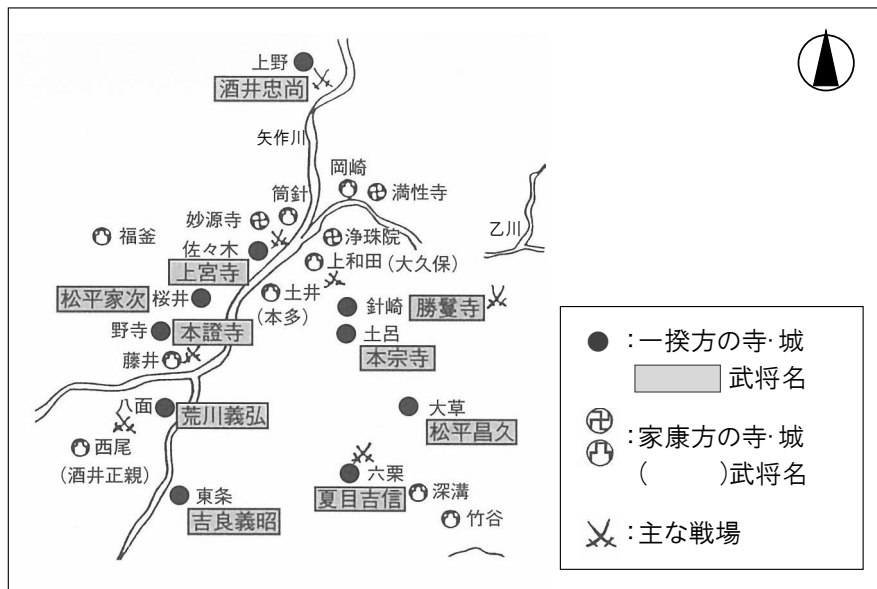 上野
酒井忠尚
矢作川
岡崎
満性寺
筒針
妙源寺
乙川
福釜
佐々木
浄珠院
上宮寺
上和田(大久保)
松平家次
桜井
土井
(本多)
針崎
勝鬘寺
野寺
本證寺
土呂
本宗寺
藤井
八面
荒川義弘
大草
松平昌久
西尾
(酒井正親)
六栗
夏目吉信
深溝
東条
吉良義昭
竹谷
●:一揆方の寺・城
武将名
卍:家康方の寺・城
( )武将名
:主な戦場